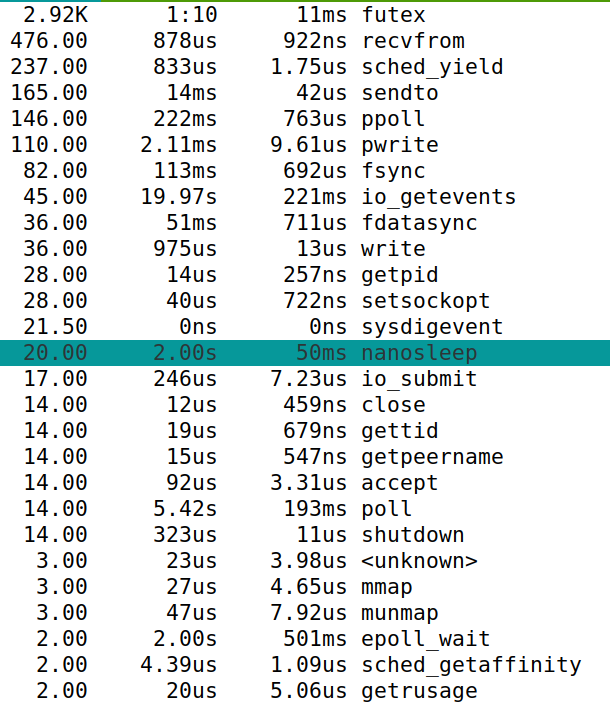 2.92K 1:10 11ms futex
476.00 878us 922ns recvfrom
237.00 833us 1.75us sched_yield
165.00 14ms 42us sendto
146.00 222ms 763us ppoll
110.00 2.11ms 9.61us pwrite
82.00 113ms 692us fsync
45.00 19.97s 221ms io_getevents
36.00 51ms 711us fdatasync
36.00 975us 13us write
28.00 14us 257ns getpid
28.00 40us 722ns setsockopt
21.50 0ns 0ns sysdigevent
20.00 2.00s 50ms nanosleep
17.00 246us 7.23us io_submit
14.00 12us 459ns close
14.00 19us 679ns gettid
14.00 15us 547ns getpeername
14.00 92us 3.31us accept
14.00 5.42s 193ms poll
14.00 323us 11us shutdown
3.00 23us 3.98us <unknown>
3.00 27us 4.65us mmap
3.00 47us 7.92us munmap
2.00 2.00s 501ms epoll_wait
2.00 4.39us 1.09us sched_getaffinity
2.00 20us 5.06us getrusage